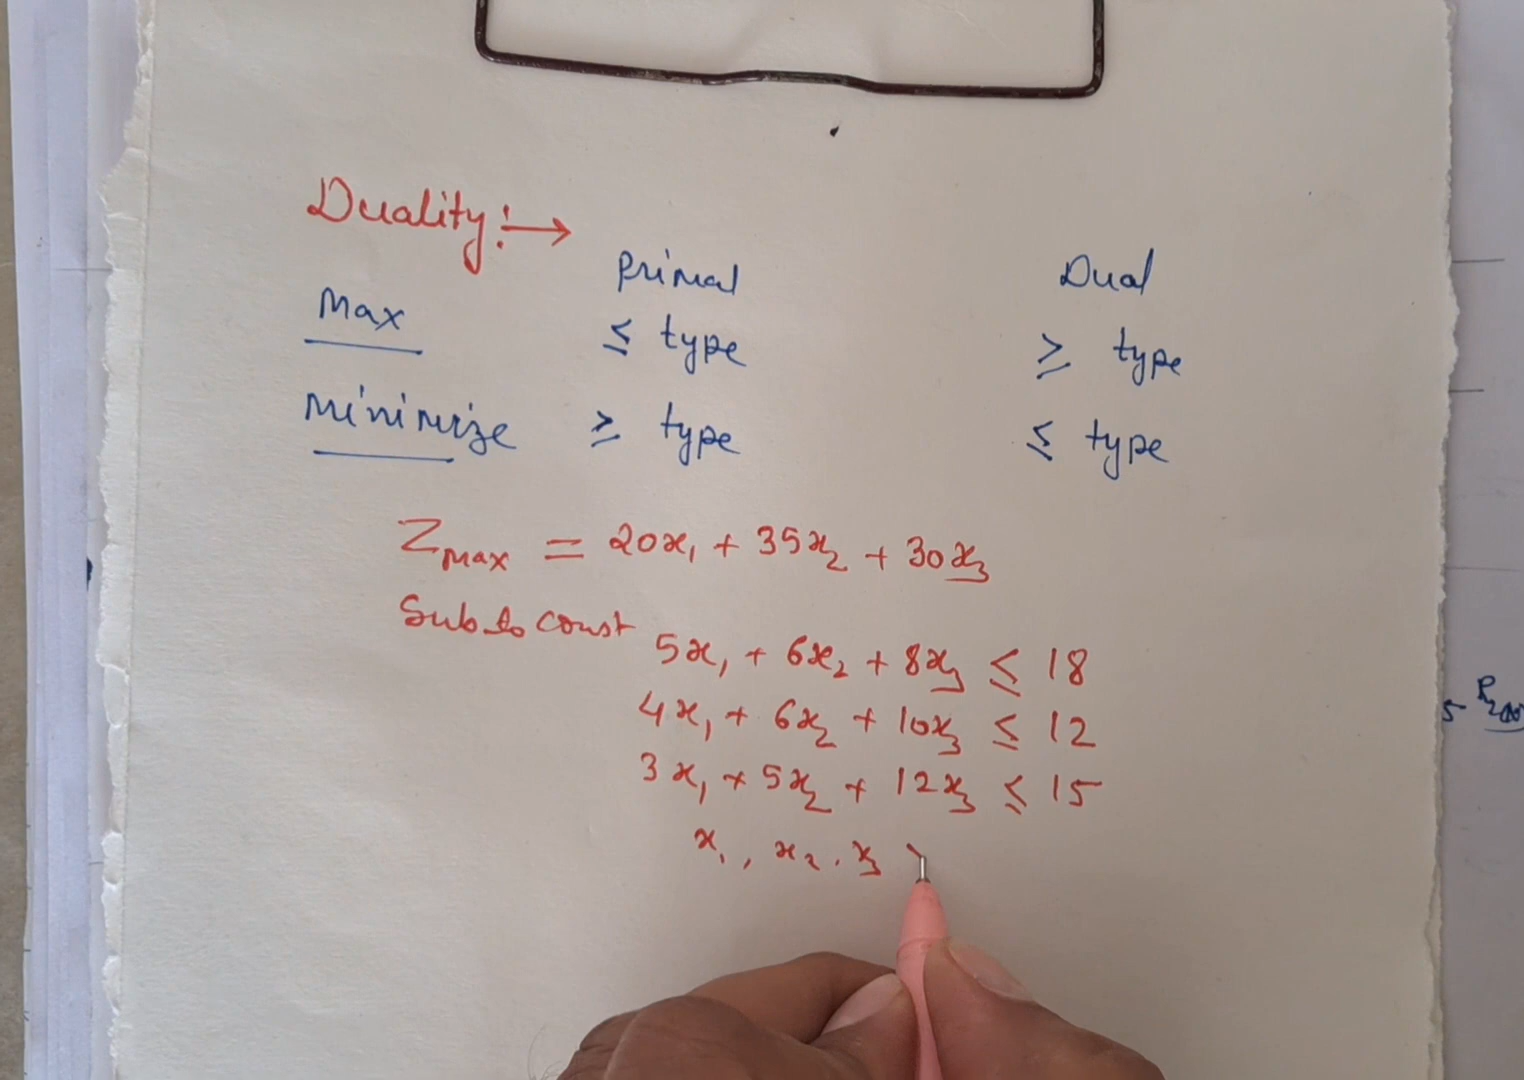 Duality:→
Primal Dual
Max ≤ type ≥ type
Minimize ≥ type ≤ type
Zmax = 20x₁ + 35x₂ + 30x₃
Sub to const
5x₁ + 6x₂ + 8x₃ ≤ 18
4x₁ + 6x₂ + 10x₃ ≤ 12
3x₁ + 5x₂ + 12x₃ ≤ 15
x₁, x₂, x₃